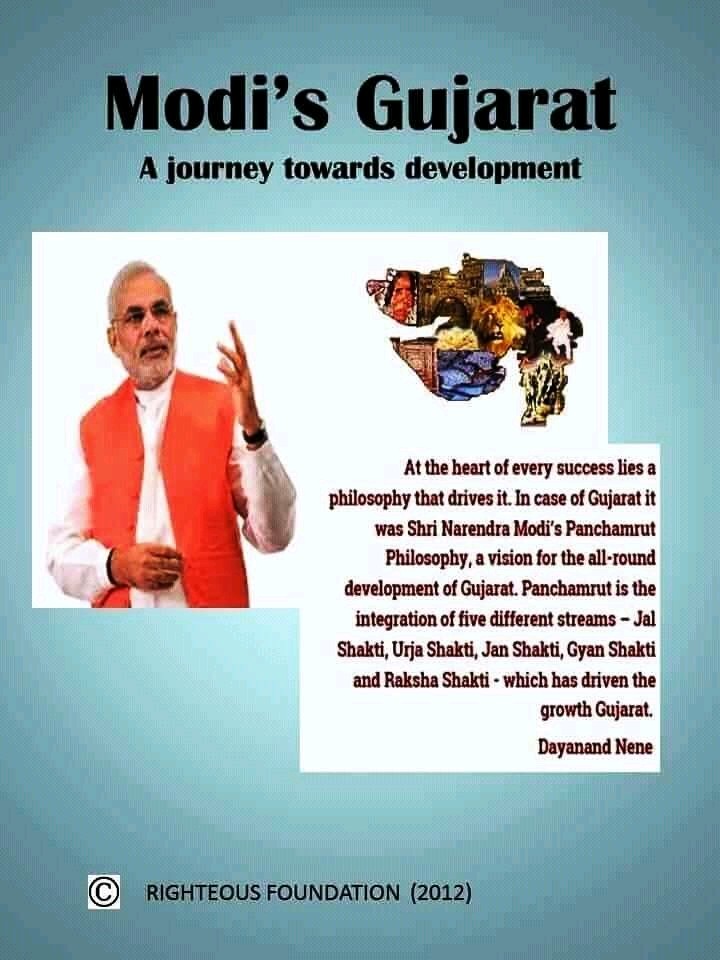 Modi's Gujarat
A journey towards development
At the heart of every success lies a
philosophy that drives it. In case of Gujarat it
was Shri Narendra Modi's Panchamrut
Philosophy, a vision for the all-round
development of Gujarat. Panchamrut is the
integration of five different streams – Jal
Shakti, Urja Shakti, Jan Shakti, Gyan Shakti
and Raksha Shakti - which has driven the
growth Gujarat.
Dayanand Nene
© RIGHTEOUS FOUNDATION (2012)